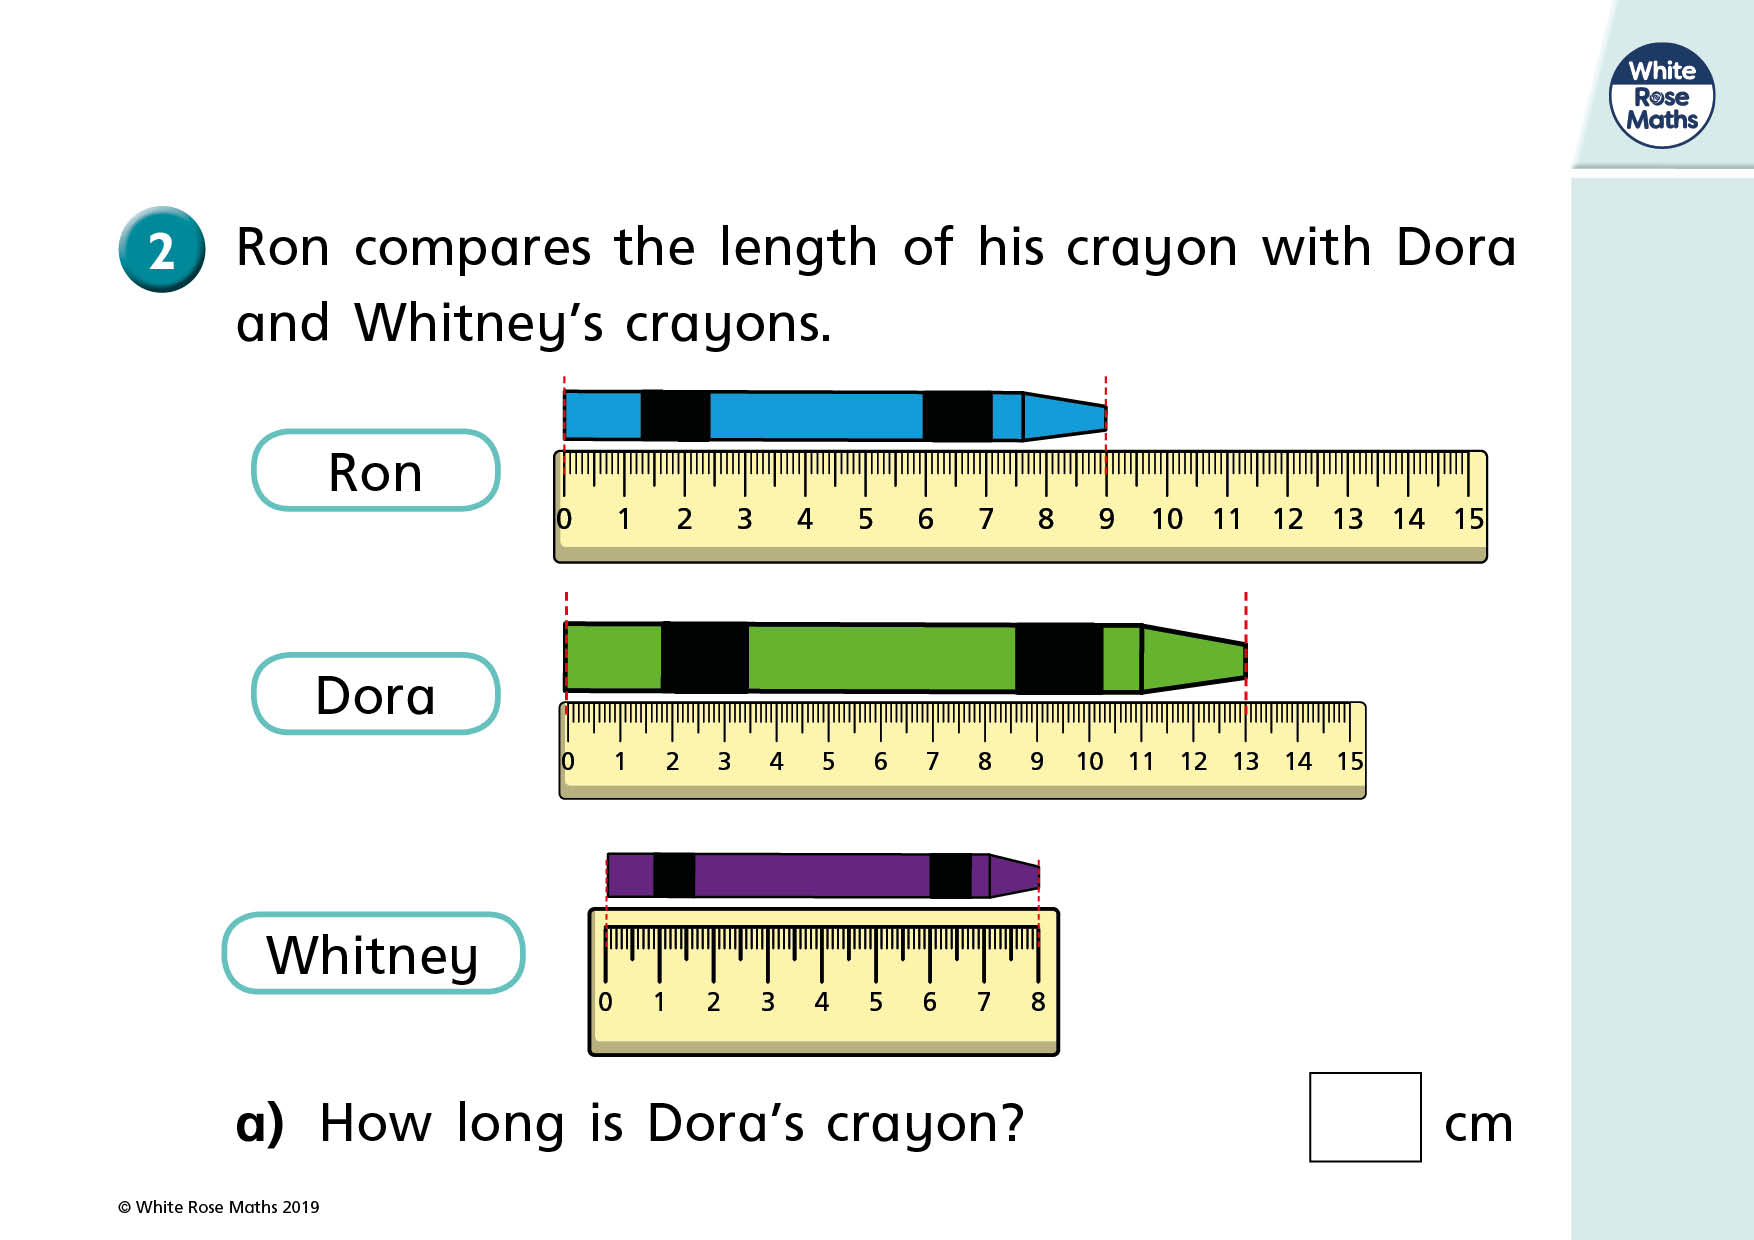 White
Rose
Maths
2 Ron compares the length of his crayon with Dora
and Whitney’s crayons.
Ron
0 1 2 3 4 5 6 7 8 9 10 11 12 13 14 15
Dora
0 1 2 3 4 5 6 7 8 9 10 11 12 13 14 15
Whitney
0 1 2 3 4 5 6 7 8
a) How long is Dora’s crayon? cm
© White Rose Maths 2019